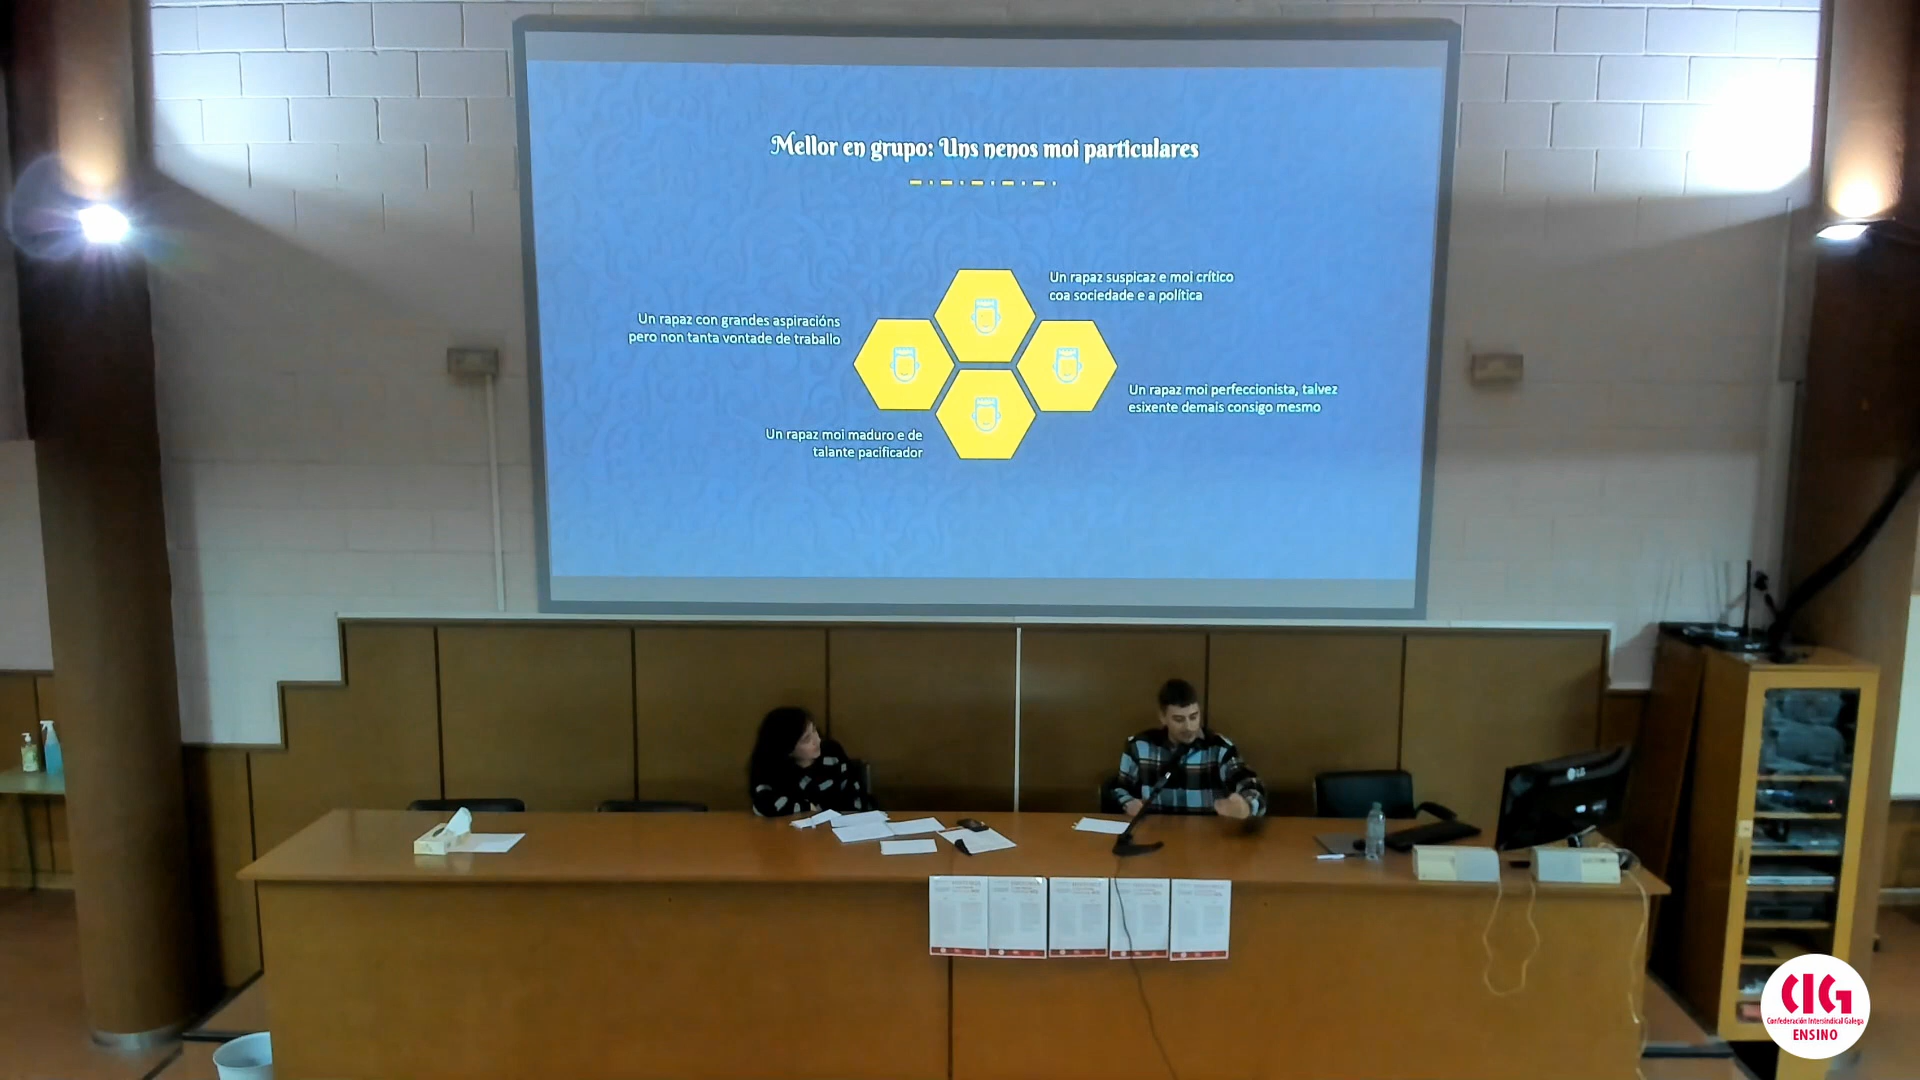 Mellor en grupo: Uns nenos moi particulares
Un rapaz suspicaz e moi crítico
coa sociedade e a política
Un rapaz con grandes aspiracións
pero non tanta vontade de traballo
Un rapaz moi perfeccionista, talvez
esixente demais consigo mesmo
Un rapaz moi maduro e de
talante pacificador
LG
CIG
Confederación Intersindical Galega
ENSINO